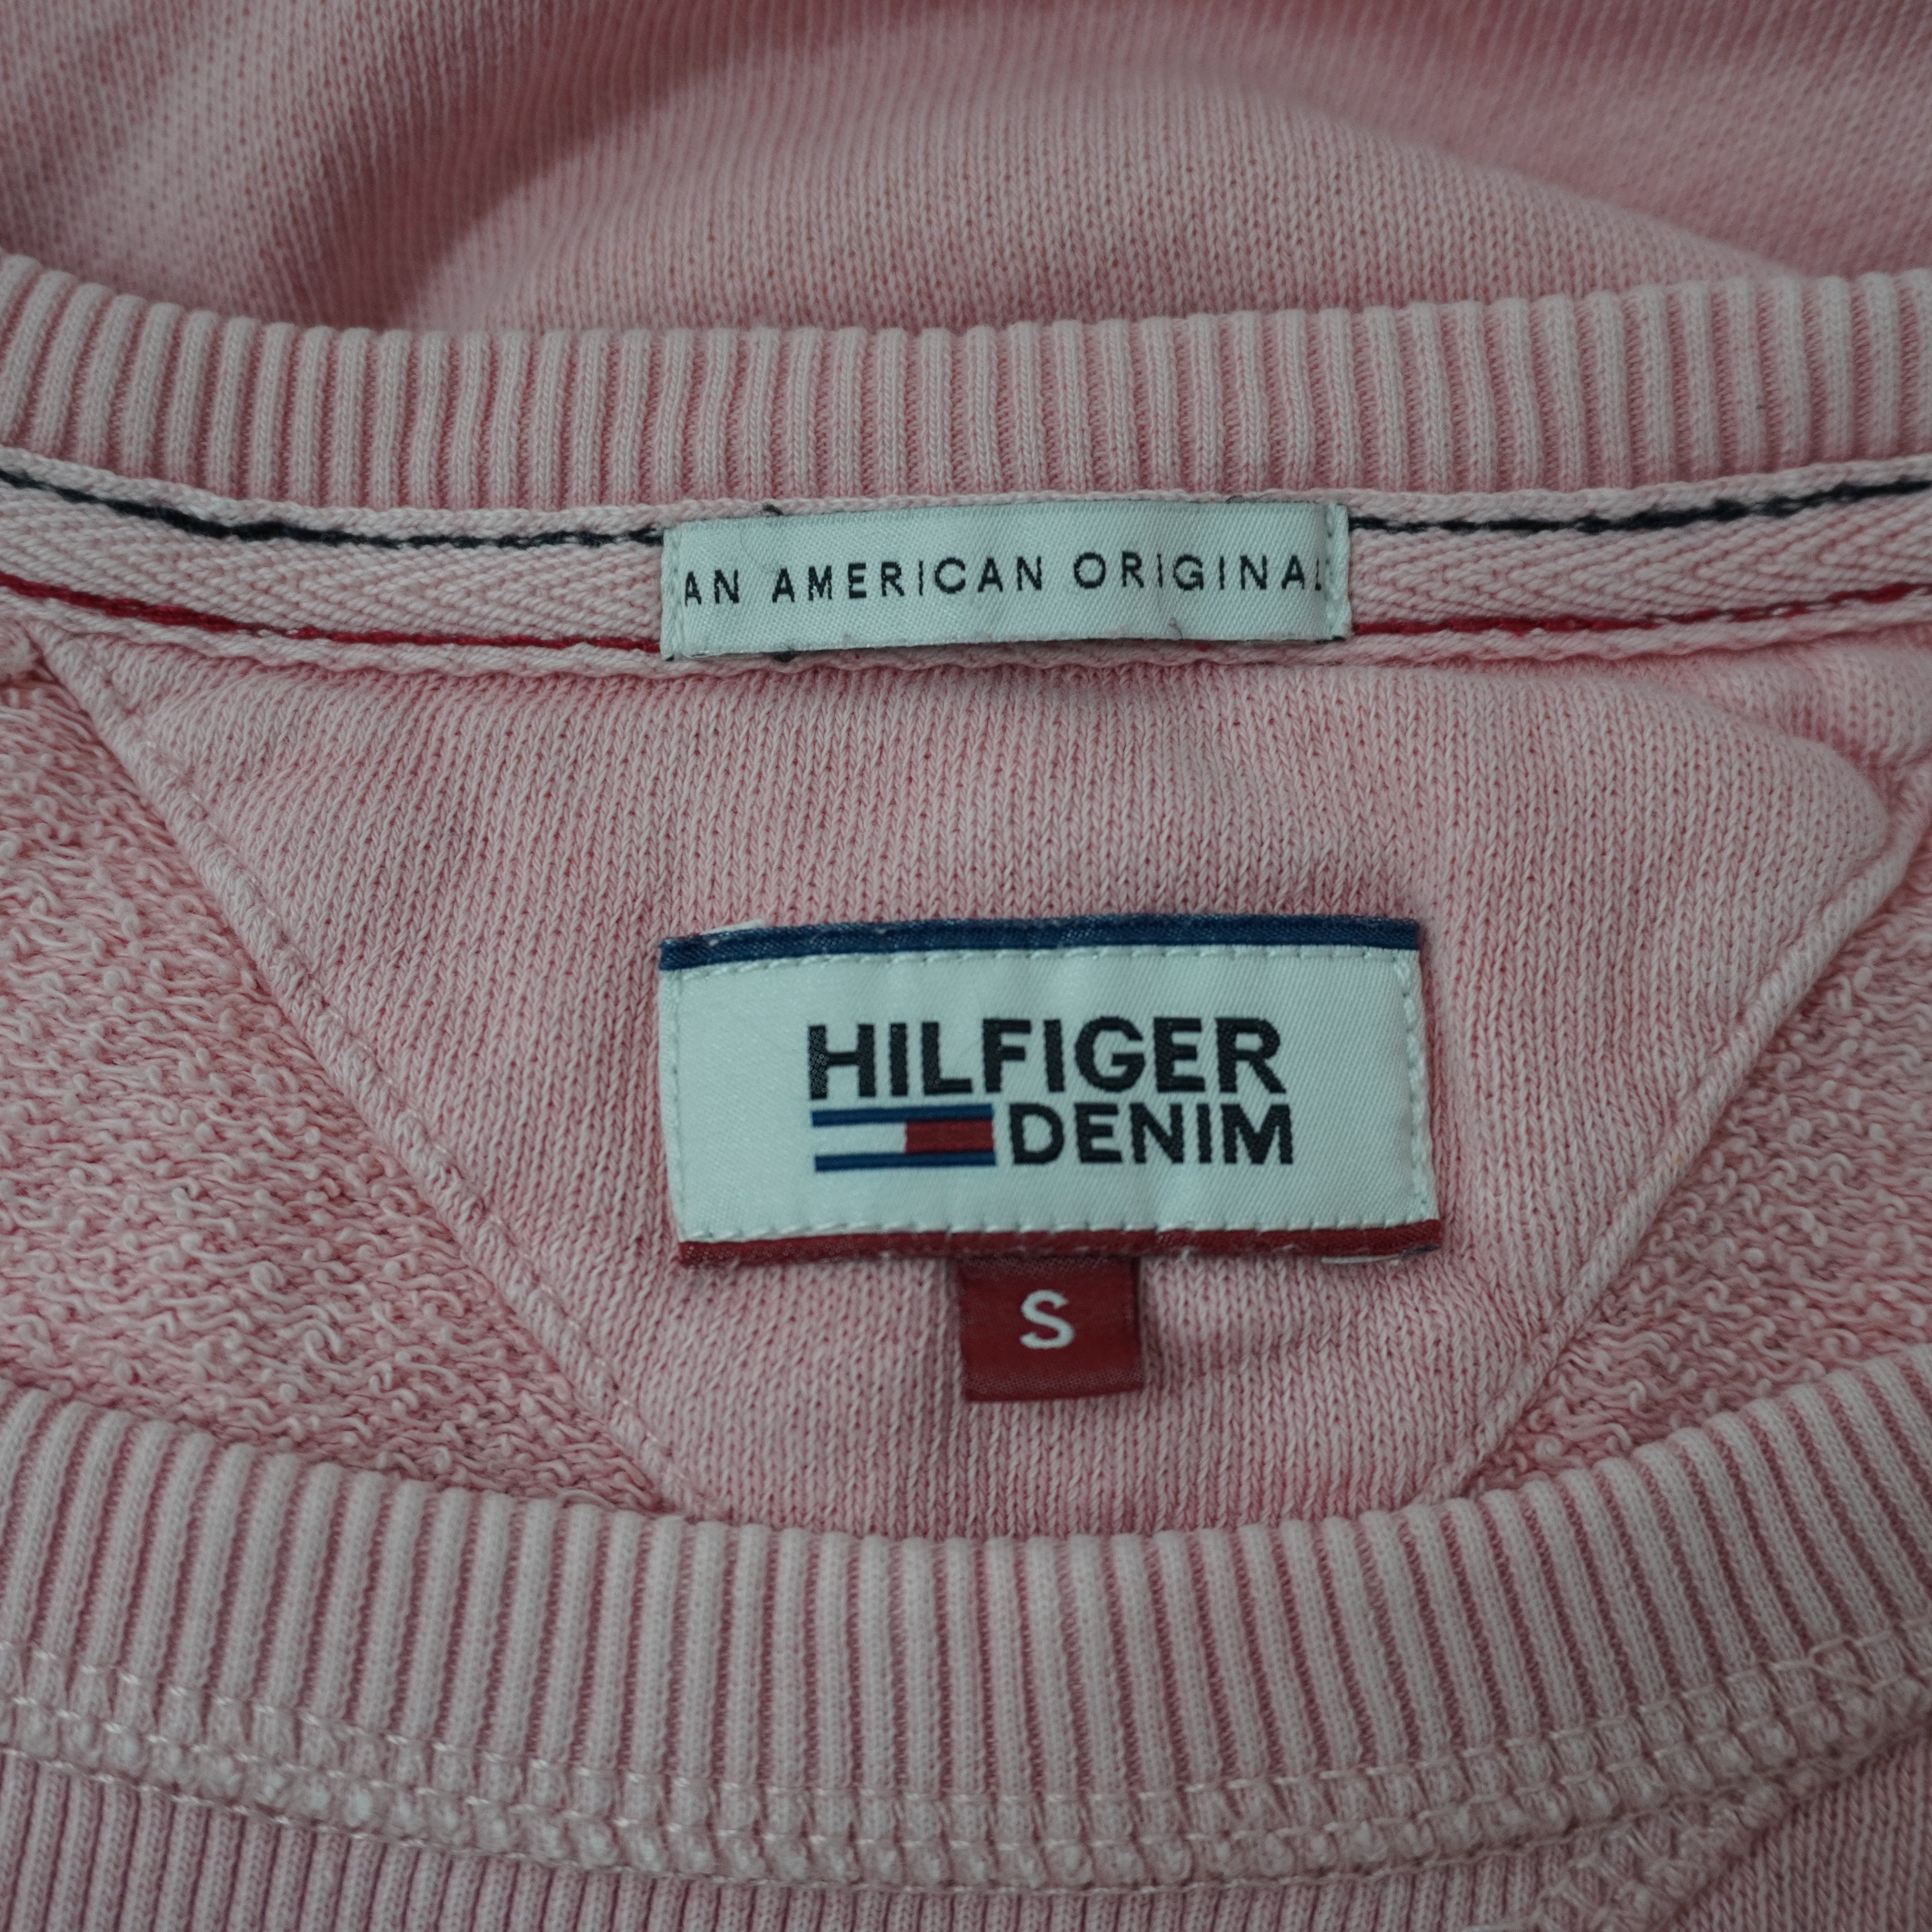 AN AMERICAN ORIGINAL
HILFIGER
DENIM
S